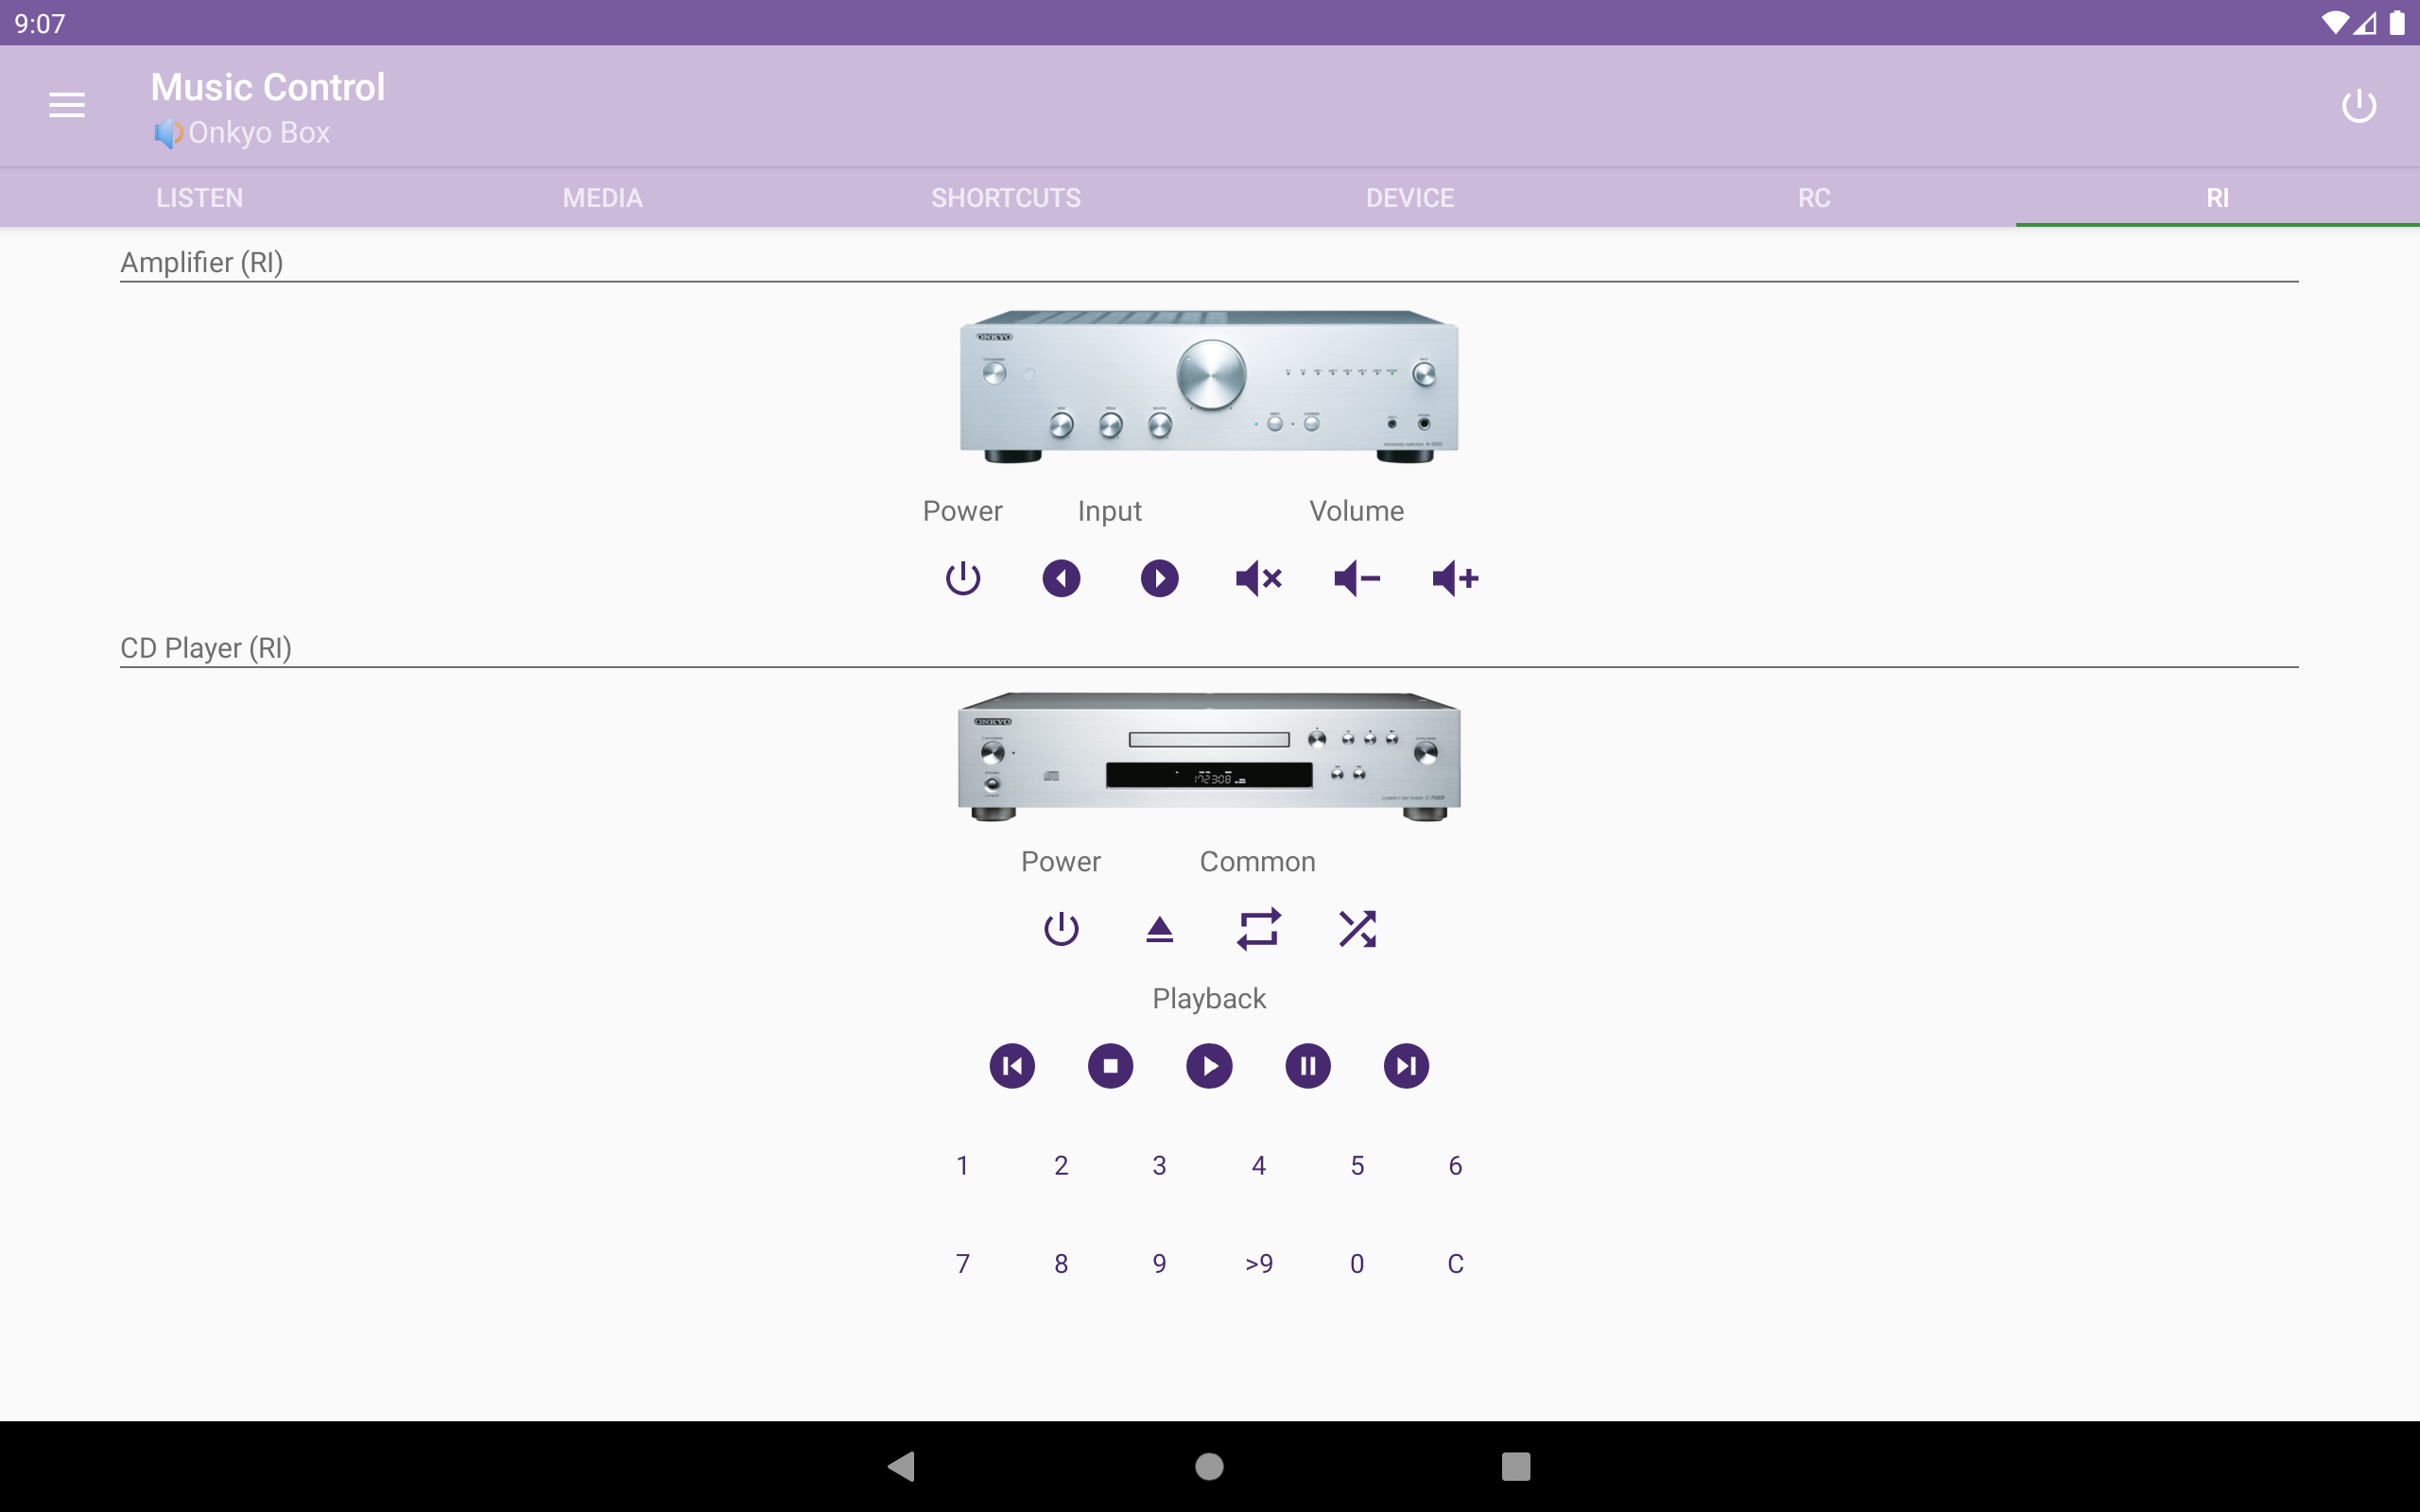 9:07
Music Control
Onkyo Box
LISTEN
MEDIA
SHORTCUTS
DEVICE
RC
RI
Amplifier (RI)
ONKYO
Power
Input
Volume
CD Player (RI)
ONKYO
Power
Common
Playback
1
2
3
4
5
6
7
8
9
>9
0
C